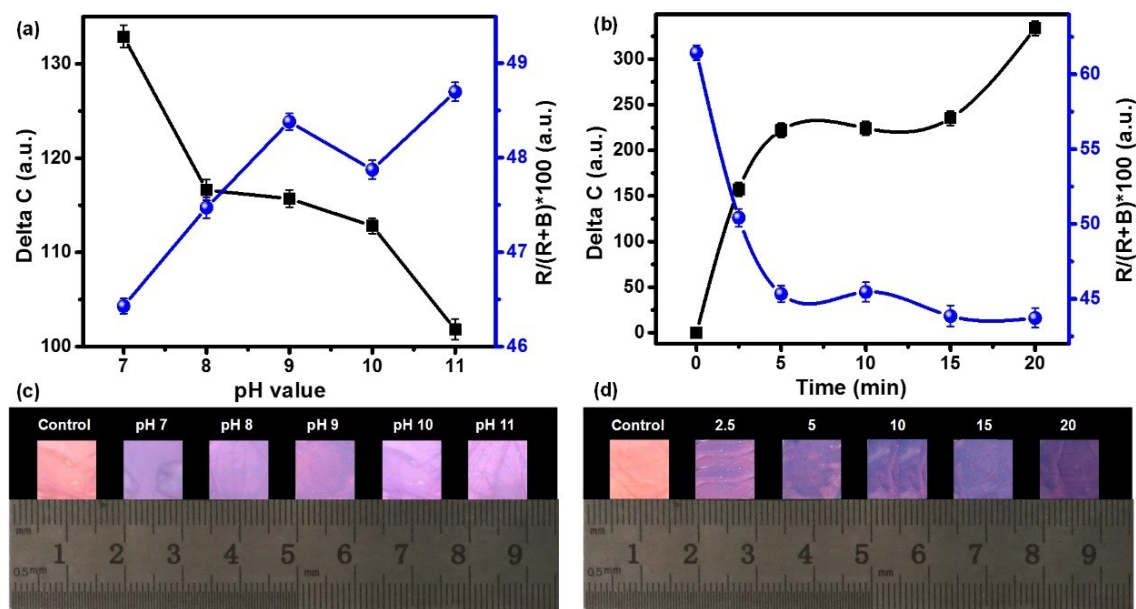 (a)
130
120
110
100
Delta C (a.u.)
49
48
47
46
R/(R+B)*100 (a.u.)
7 8 9 10 11
pH value
(b)
300
250
200
150
100
50
0
Delta C (a.u.)
60
55
50
45
R/(R+B)*100 (a.u.)
0 5 10 15 20
Time (min)
(c)
Control pH 7 pH 8 pH 9 pH 10 pH 11
mm
1 2 3 4 5 6 7 8 9
0.5mm mm
(d)
Control 2.5 5 10 15 20
mm
1 2 3 4 5 6 7 8 9
0.5mm mm